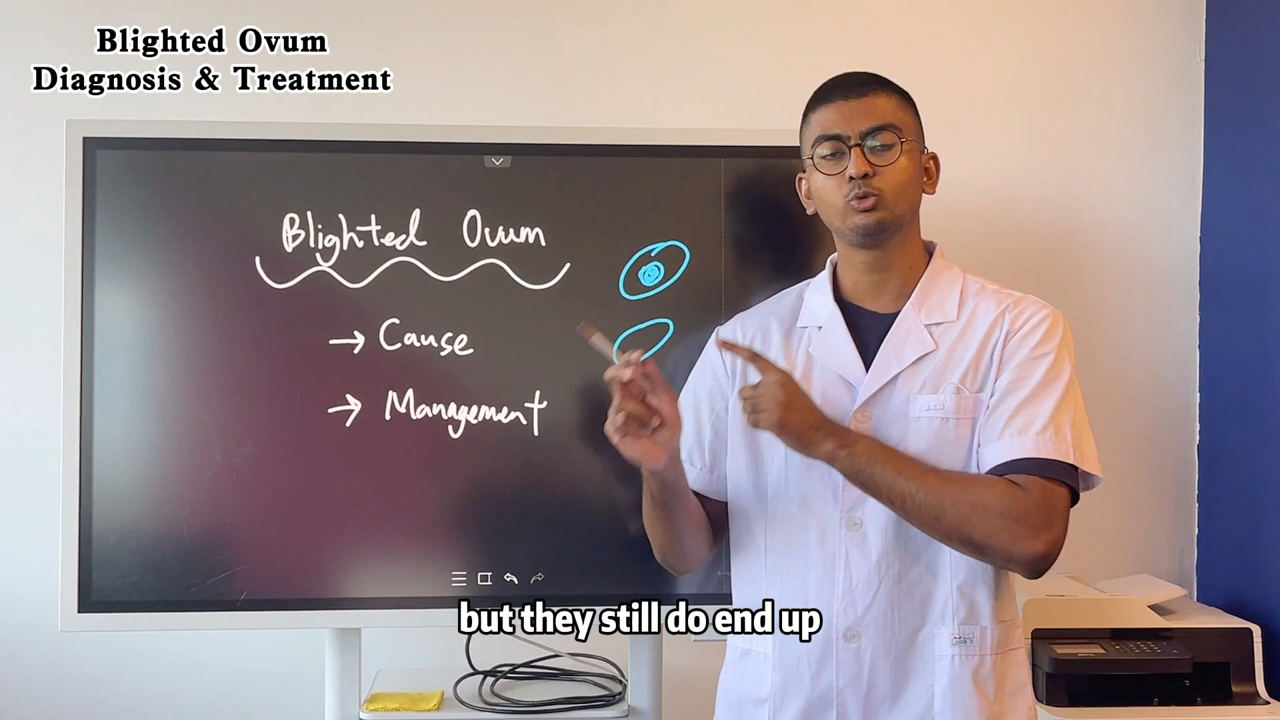 Blighted Ovum
Diagnosis & Treatment
Blighted Ovum
→ Cause
→ Management
but they still do end up